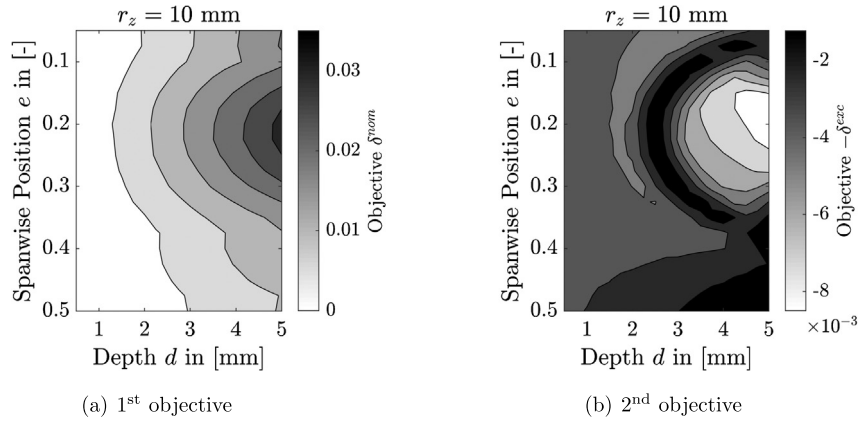 r_z = 10 mm
Spanwise Position e in [-]
0.1
0.2
0.3
0.4
0.5
1 2 3 4 5
Depth d in [mm]
0.03
0.02
0.01
0
Objective δ^nom
(a) 1st objective
r_z = 10 mm
Spanwise Position e in [-]
0.1
0.2
0.3
0.4
0.5
1 2 3 4 5
Depth d in [mm]
-2
-4
-6
-8
×10^−3
Objective −δ^exc
(b) 2nd objective